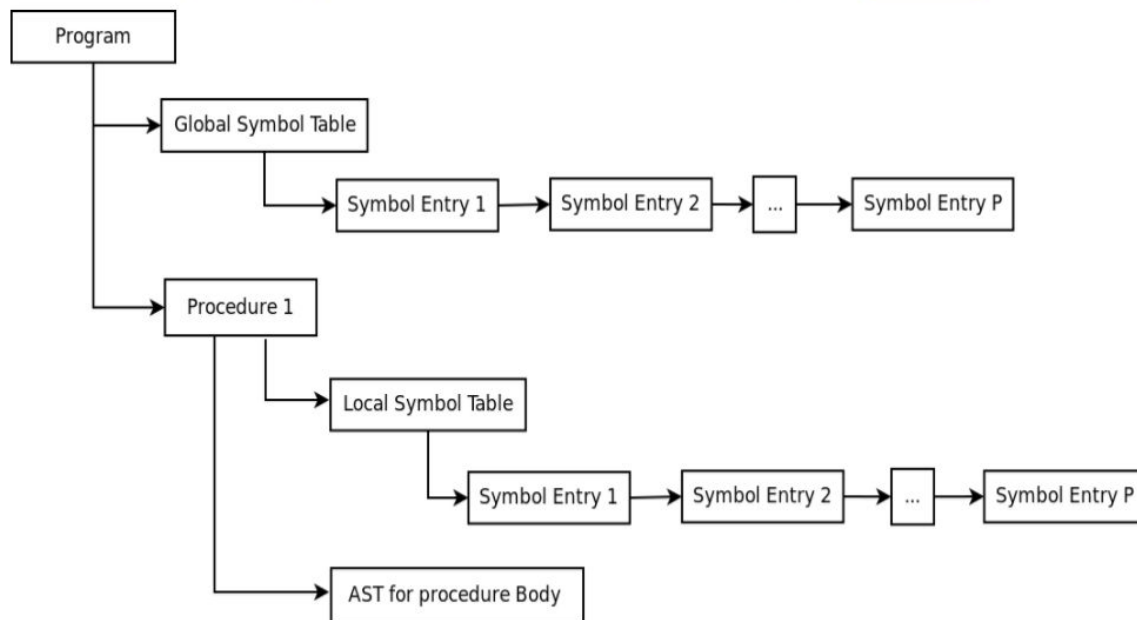 Program
Global Symbol Table
Symbol Entry 1
Symbol Entry 2
...
Symbol Entry P
Procedure 1
Local Symbol Table
Symbol Entry 1
Symbol Entry 2
...
Symbol Entry P
AST for procedure Body